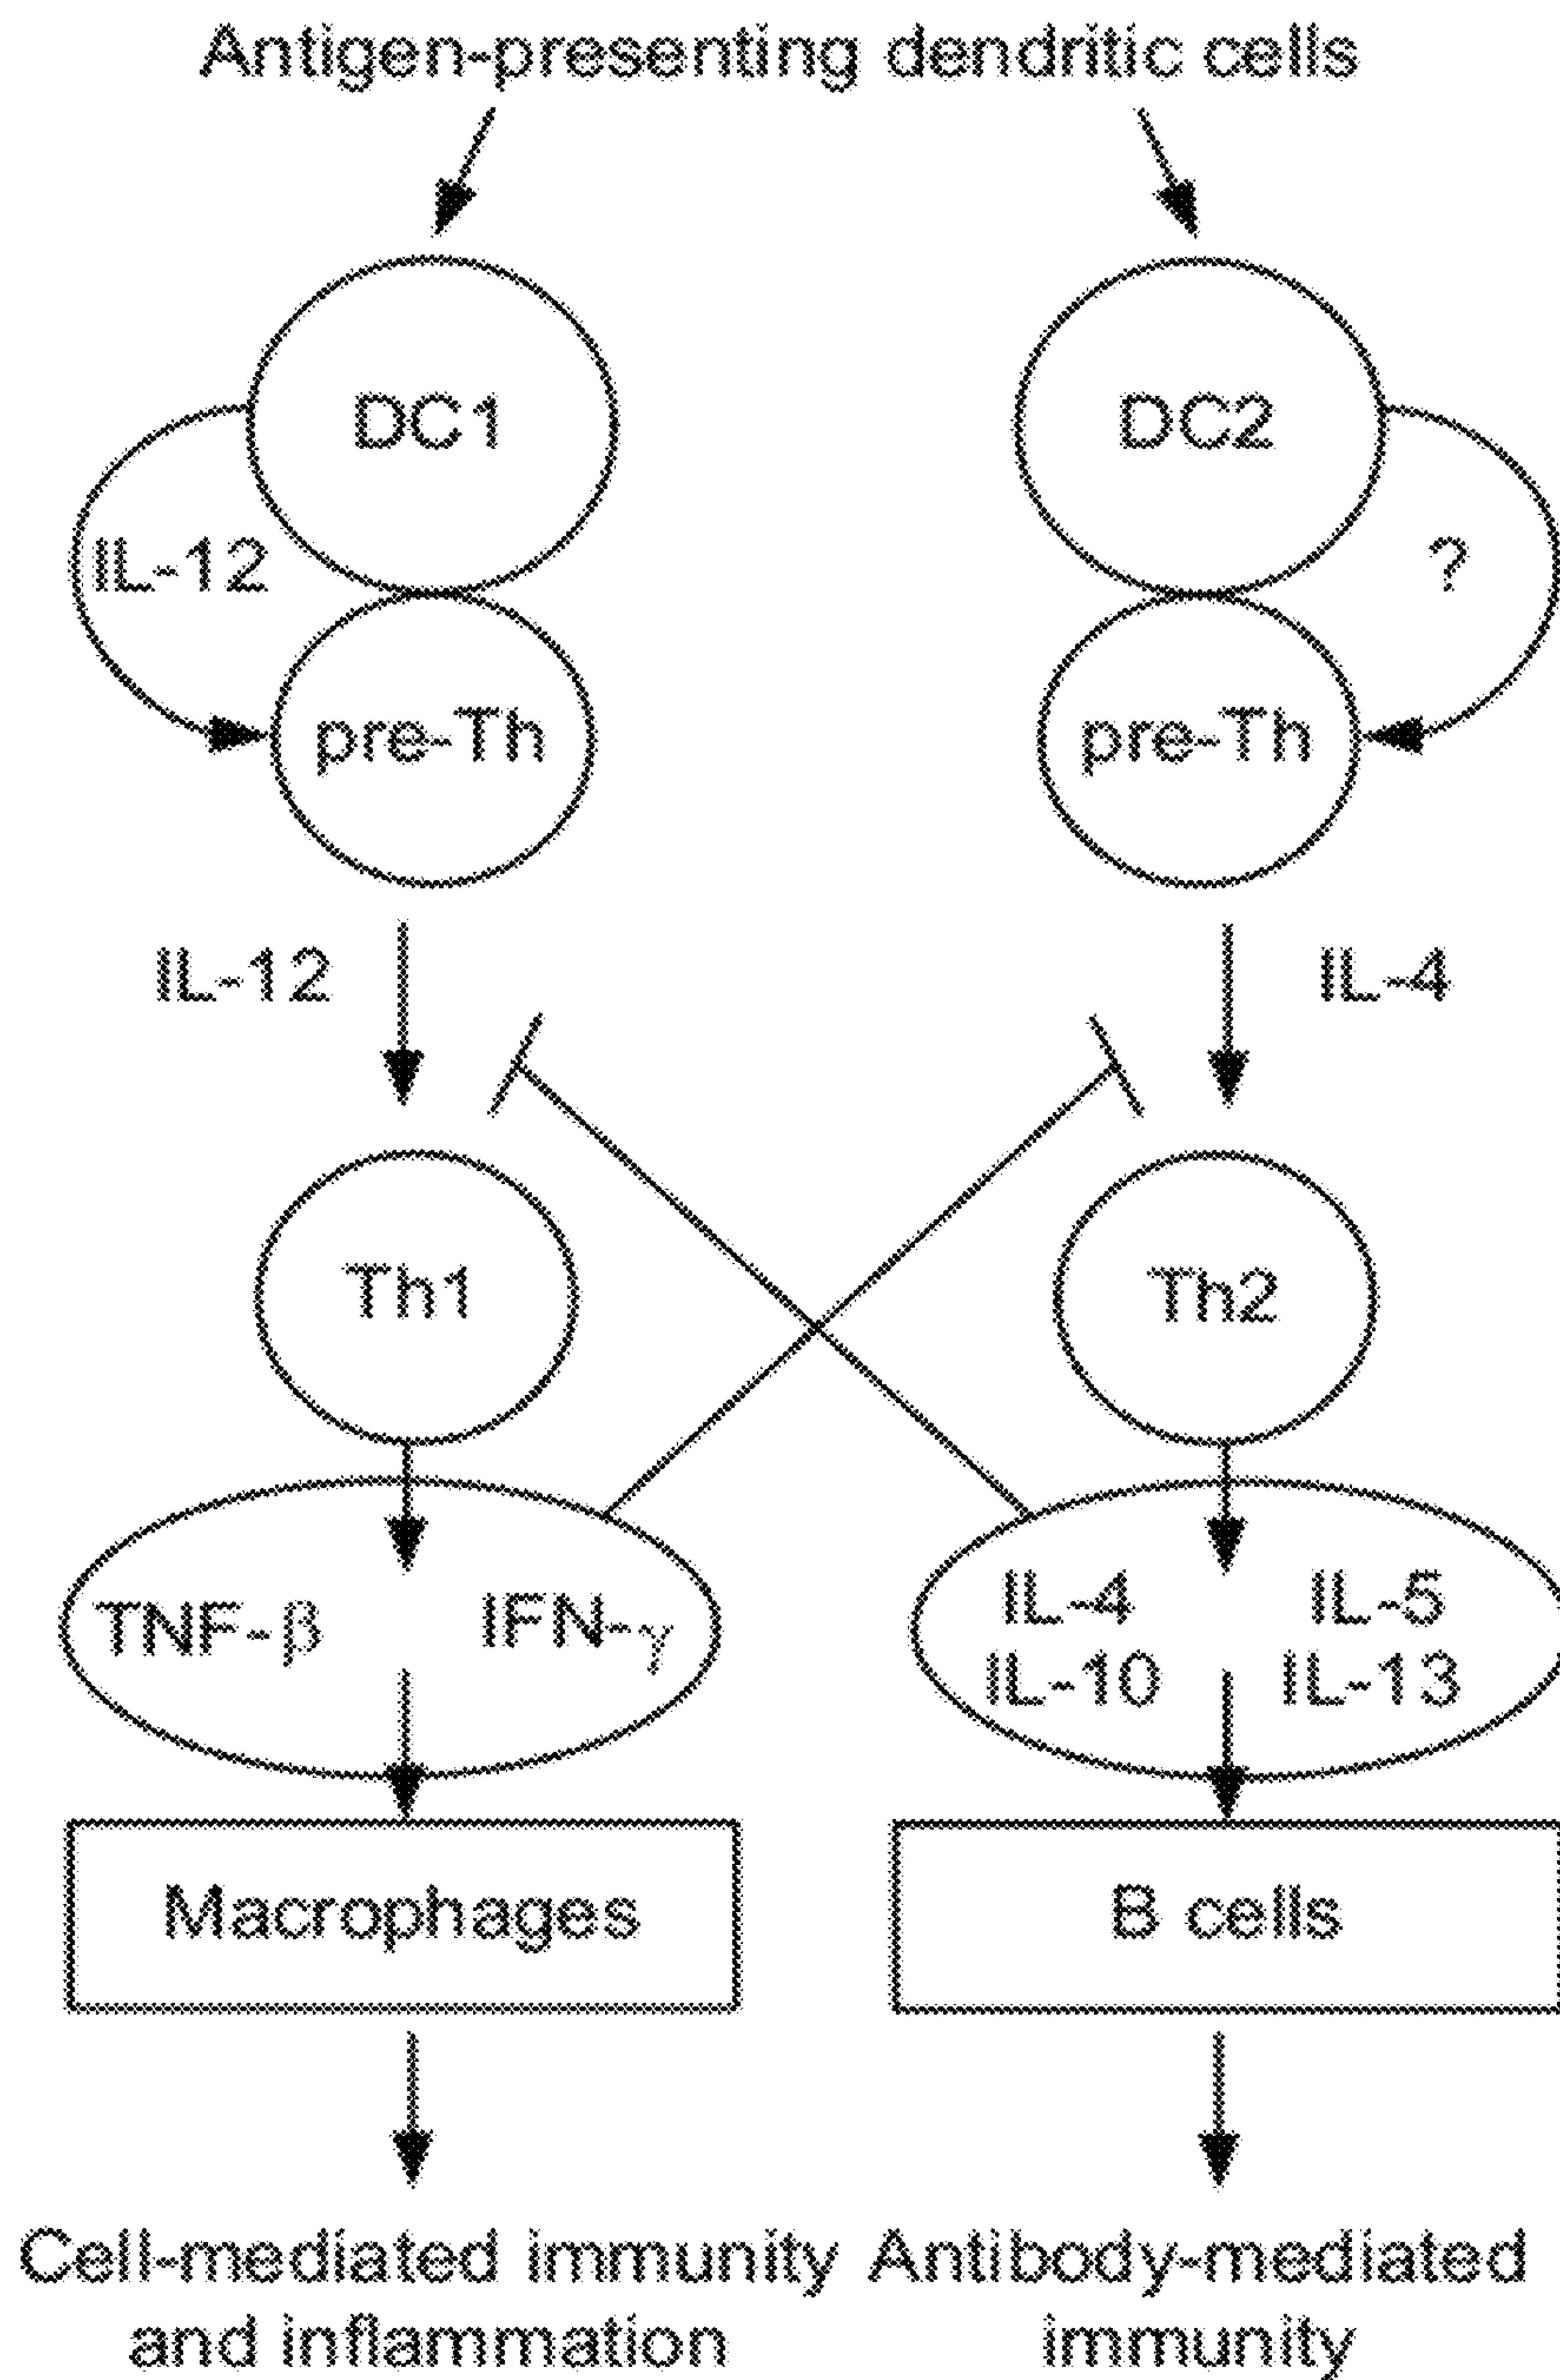 Antigen-presenting dendritic cells
DC1
DC2
IL-12
?
pre-Th
pre-Th
IL-12
IL-4
Th1
Th2
TNF-β IFN-γ
IL-4 IL-5
IL-10 IL-13
Macrophages
B cells
Cell-mediated immunity
and inflammation
Antibody-mediated
immunity